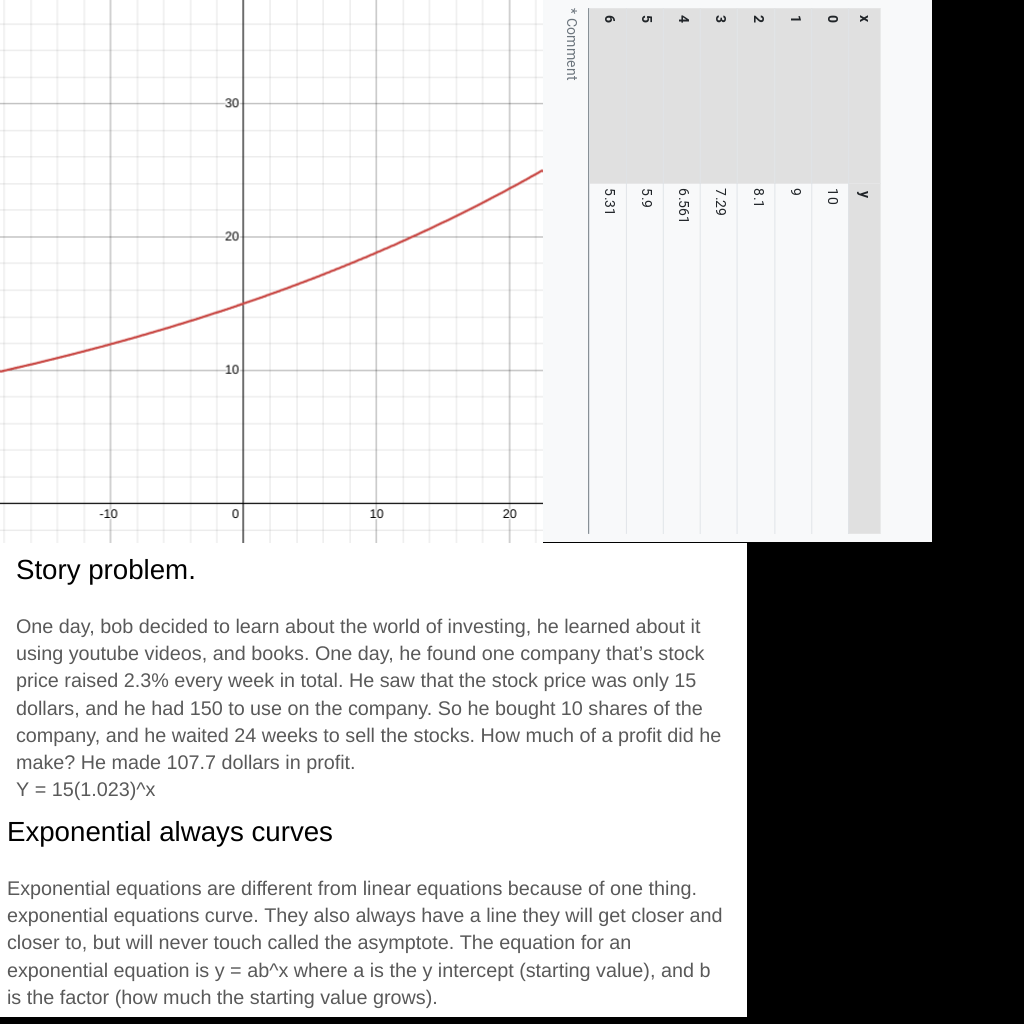 30
20
10
-10 0 10 20
x y
0 10
1 9
2 8.1
3 7.29
4 6.561
5 5.9
6 5.31
* Comment
Story problem.
One day, bob decided to learn about the world of investing, he learned about it
using youtube videos, and books. One day, he found one company that’s stock
price raised 2.3% every week in total. He saw that the stock price was only 15
dollars, and he had 150 to use on the company. So he bought 10 shares of the
company, and he waited 24 weeks to sell the stocks. How much of a profit did he
make? He made 107.7 dollars in profit.
Y = 15(1.023)^x
Exponential always curves
Exponential equations are different from linear equations because of one thing.
exponential equations curve. They also always have a line they will get closer and
closer to, but will never touch called the asymptote. The equation for an
exponential equation is y = ab^x where a is the y intercept (starting value), and b
is the factor (how much the starting value grows).